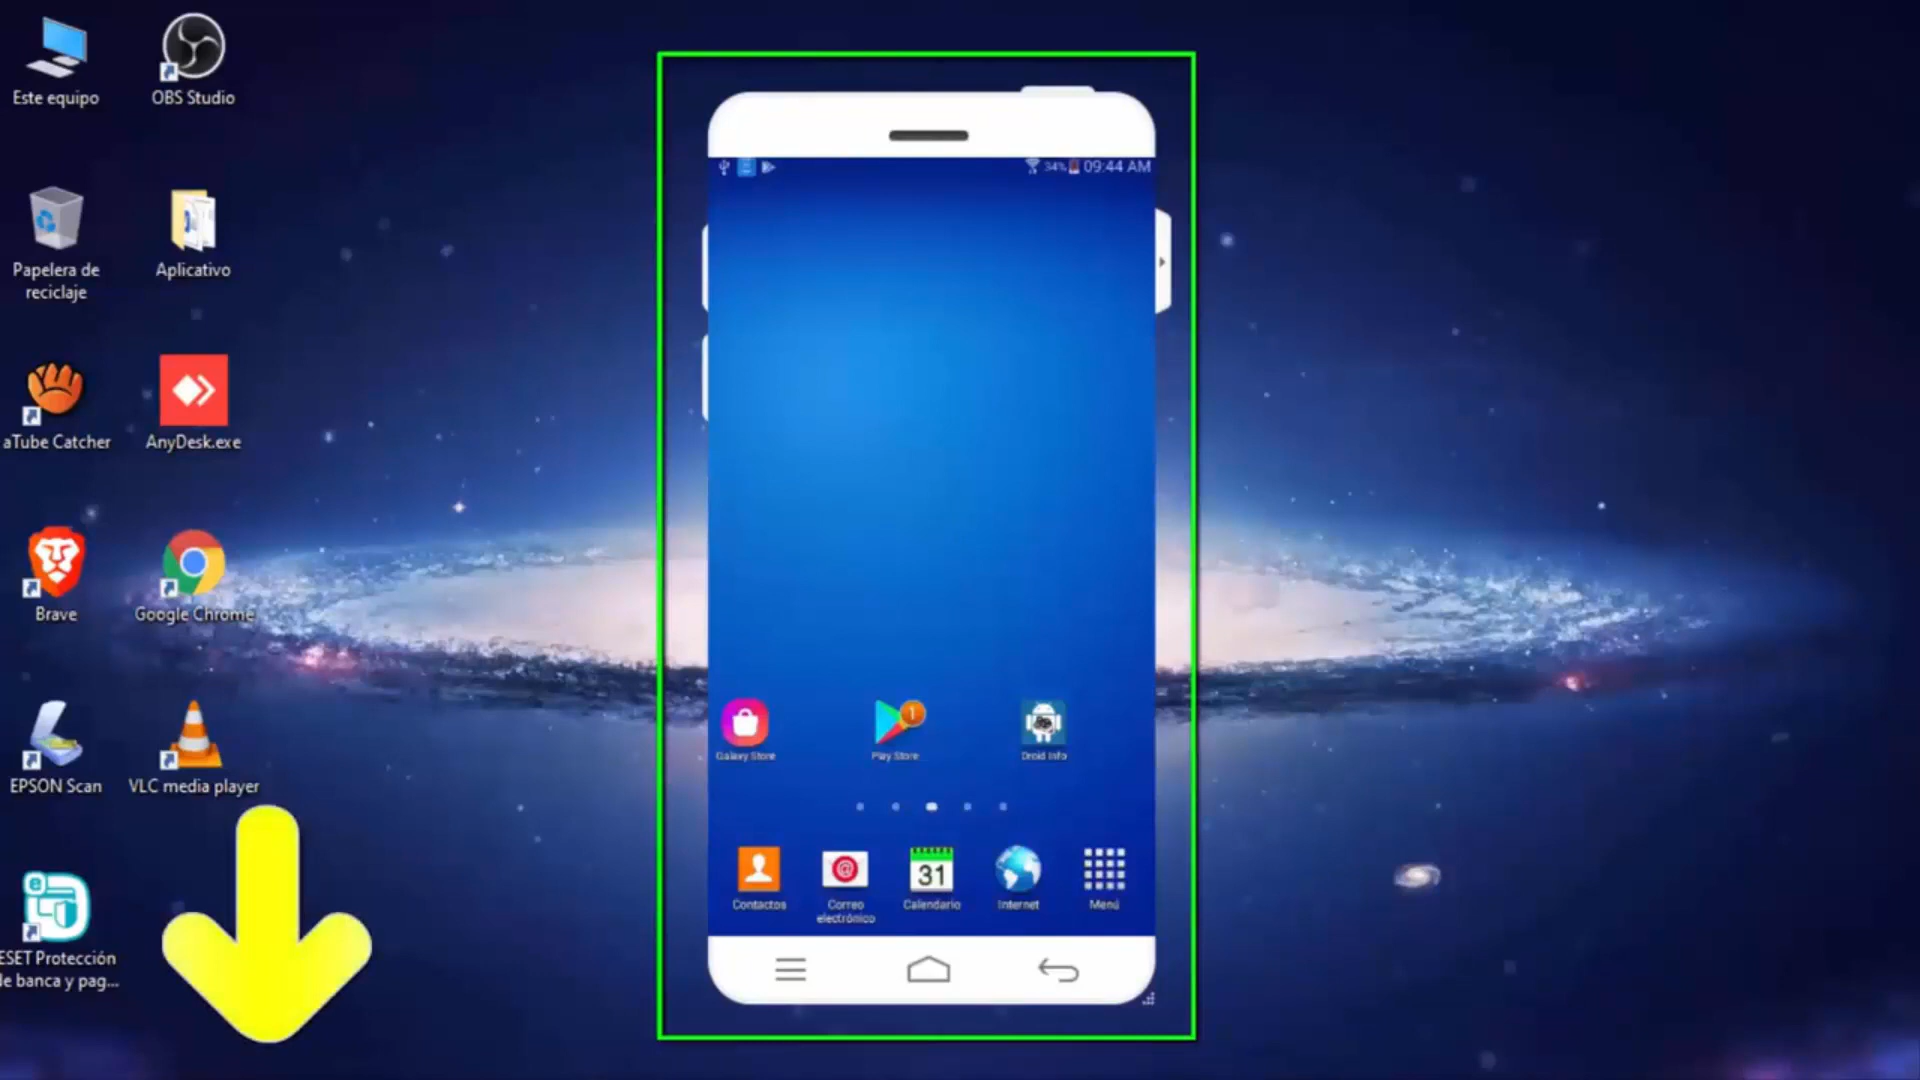 Este equipo
OBS Studio
Papelera de
reciclaje
Aplicativo
aTube Catcher
AnyDesk.exe
Brave
Google Chrome
EPSON Scan
VLC media player
ESET Protección
de banca y pag...
34% 09:44 AM
Galaxy Store
1
Play Store
Droid Info
Contactos
@
Correo
electrónico
31
Calendario
Internet
Menú